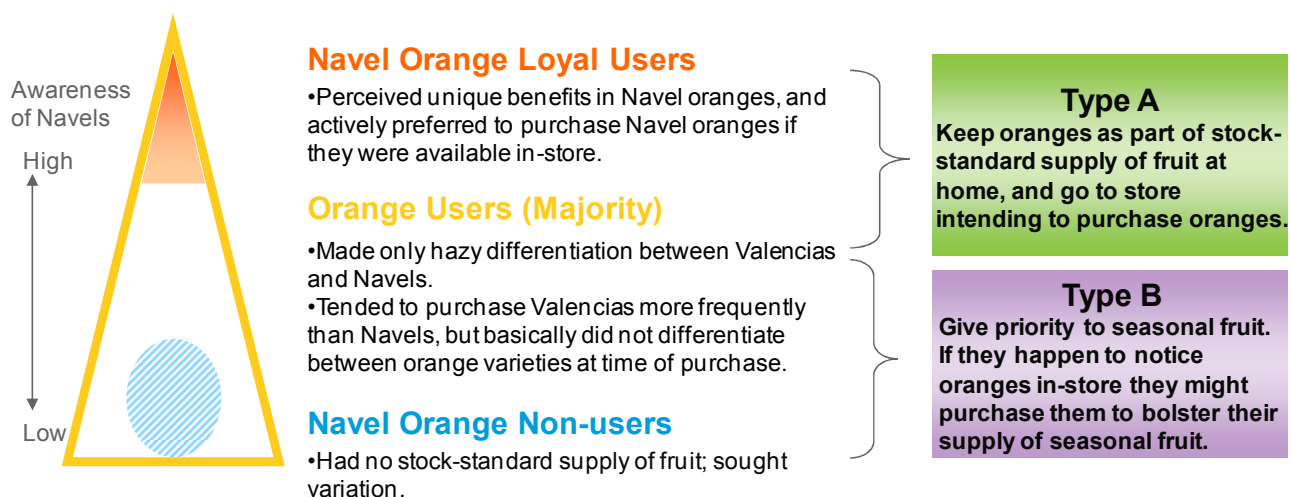 Awareness
of Navels
High
Low
Navel Orange Loyal Users
•Perceived unique benefits in Navel oranges, and
actively preferred to purchase Navel oranges if
they were available in-store.
Orange Users (Majority)
•Made only hazy differentiation between Valencias
and Navels.
•Tended to purchase Valencias more frequently
than Navels, but basically did not differentiate
between orange varieties at time of purchase.
Navel Orange Non-users
•Had no stock-standard supply of fruit; sought
variation.
Type A
Keep oranges as part of stock-
standard supply of fruit at
home, and go to store
intending to purchase oranges.
Type B
Give priority to seasonal fruit.
If they happen to notice
oranges in-store they might
purchase them to bolster their
supply of seasonal fruit.